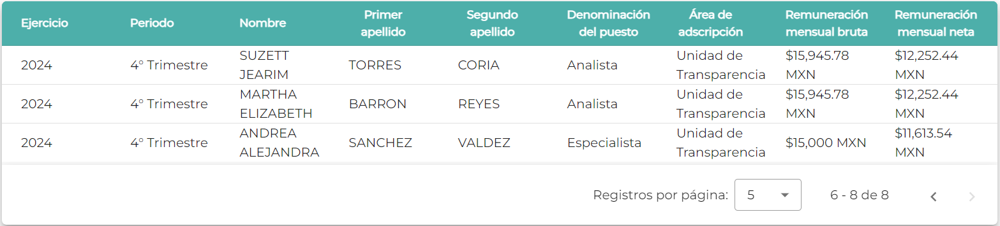 Ejercicio Periodo Nombre Primer apellido Segundo apellido Denominación del puesto Área de adscripción Remuneración mensual bruta Remuneración mensual neta
2024 4° Trimestre SUZETT JEARIM TORRES CORIA Analista Unidad de Transparencia $15,945.78 MXN $12,252.44 MXN
2024 4° Trimestre MARTHA ELIZABETH BARRON REYES Analista Unidad de Transparencia $15,945.78 MXN $12,252.44 MXN
2024 4° Trimestre ANDREA ALEJANDRA SANCHEZ VALDEZ Especialista Unidad de Transparencia $15,000 MXN $11,613.54 MXN
Registros por página: 5 6 - 8 de 8